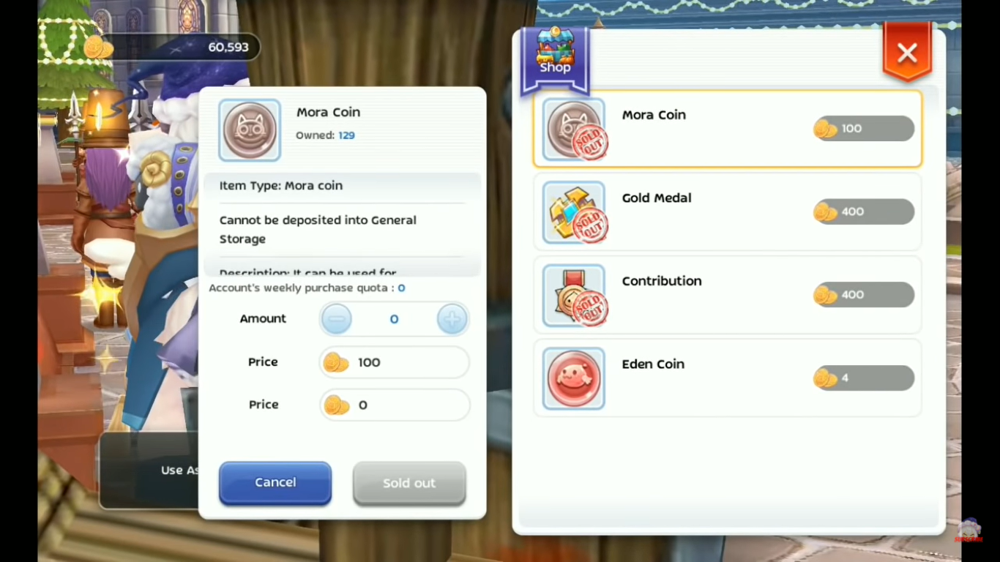 60,593
Mora Coin
Owned: 129
Item Type: Mora coin
Cannot be deposited into General
Storage
Description: It can be used for
Account's weekly purchase quota : 0
Amount
0
Price
100
Price
0
Cancel
Sold out
Use As
Shop
Mora Coin
100
SOLD OUT
Gold Medal
400
SOLD OUT
Contribution
400
SOLD OUT
Eden Coin
4
SUBSCRIBE